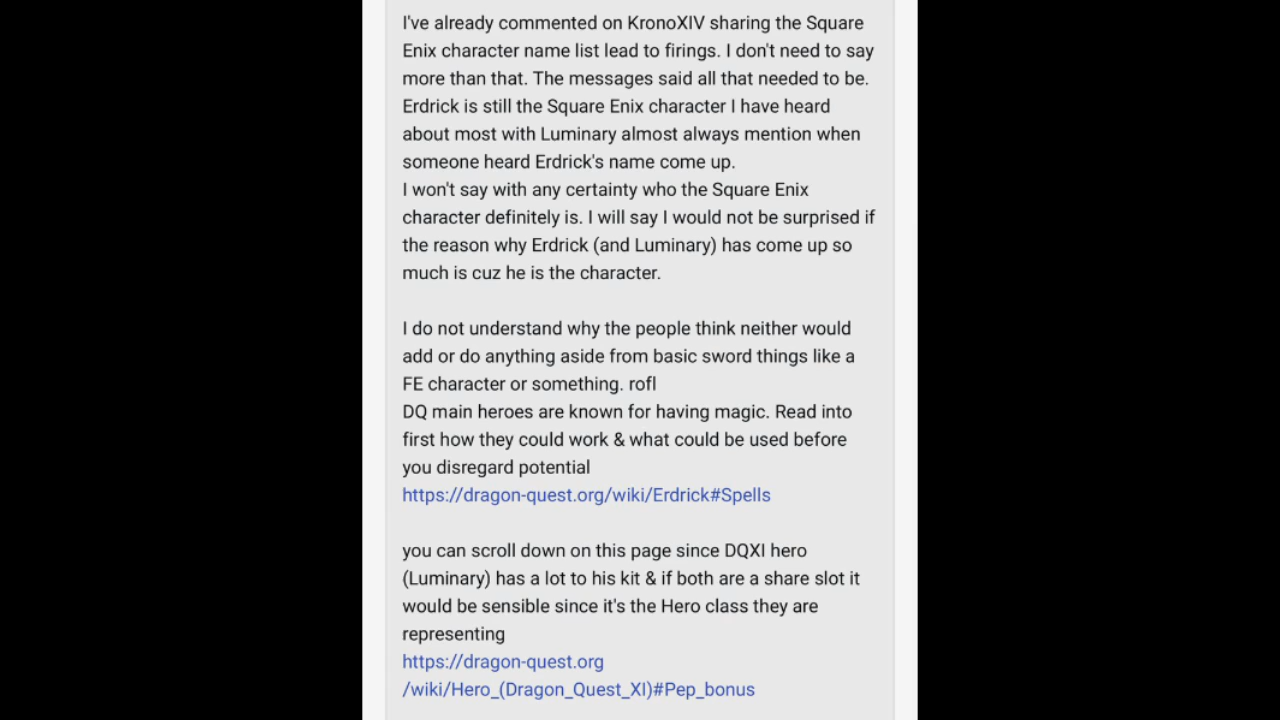 I've already commented on KronoXIV sharing the Square
Enix character name list lead to firings. I don't need to say
more than that. The messages said all that needed to be.
Erdrick is still the Square Enix character I have heard
about most with Luminary almost always mention when
someone heard Erdrick's name come up.
I won't say with any certainty who the Square Enix
character definitely is. I will say I would not be surprised if
the reason why Erdrick (and Luminary) has come up so
much is cuz he is the character.
I do not understand why the people think neither would
add or do anything aside from basic sword things like a
FE character or something. rofl
DQ main heroes are known for having magic. Read into
first how they could work & what could be used before
you disregard potential
https://dragon-quest.org/wiki/Erdrick#Spells
you can scroll down on this page since DQXI hero
(Luminary) has a lot to his kit & if both are a share slot it
would be sensible since it's the Hero class they are
representing
https://dragon-quest.org
/wiki/Hero_(Dragon_Quest_XI)#Pep_bonus